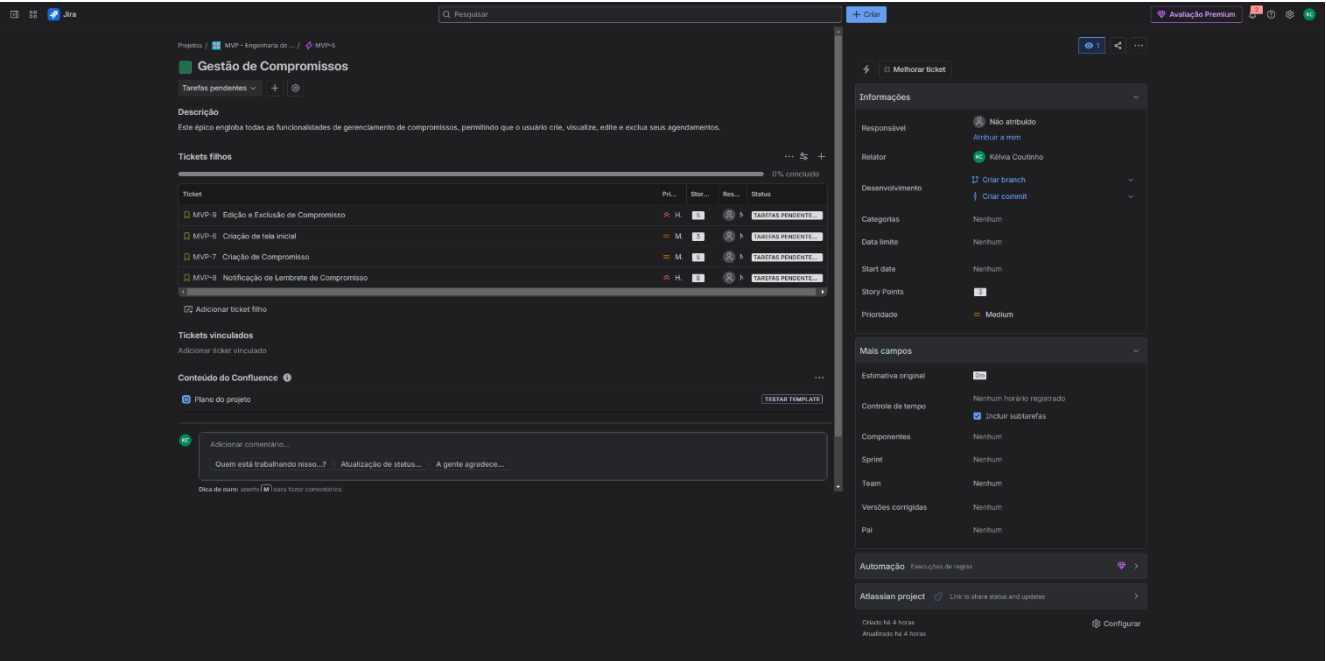 Jira
Pesquisar
+ Criar
Avaliação Premium
2
KC
Projetos / MVP - Engenharia de ... / MVP-5
Gestão de Compromissos
Tarefas pendentes
Descrição
Este épico engloba todas as funcionalidades de gerenciamento de compromissos, permitindo que o usuário crie, visualize, edite e exclua seus agendamentos.
Tickets filhos
0% concluído
Ticket Pri... Stor... Res... Status
MVP-9 Edição e Exclusão de Compromisso H. 5 N TAREFAS PENDENTE...
MVP-6 Criação de tela inicial M. 3 N TAREFAS PENDENTE...
MVP-7 Criação de Compromisso M. 5 N TAREFAS PENDENTE...
MVP-8 Notificação de Lembrete de Compromisso H. 8 N TAREFAS PENDENTE...
Adicionar ticket filho
Tickets vinculados
Adicionar ticket vinculado
Conteúdo do Confluence
Plano do projeto TESTAR TEMPLATE
KC
Adicionar comentário...
Quem está trabalhando nisso...? Atualização de status... A gente agradece...
Dica de ouro: aperte M para fazer comentários
1
Melhorar ticket
Informações
Responsável Não atribuído
Atribuir a mim
Relator KC Kélvia Coutinho
Desenvolvimento Criar branch
Criar commit
Categorias Nenhum
Data limite Nenhum
Start date Nenhum
Story Points 3
Prioridade Medium
Mais campos
Estimativa original 0m
Controle de tempo Nenhum horário registrado
Incluir subtarefas
Componentes Nenhum
Sprint Nenhum
Team Nenhum
Versões corrigidas Nenhum
Pai Nenhum
Automação Execuções de regras
Atlassian project Link to share status and updates
Criado há 4 horas
Atualizado há 4 horas
Configurar